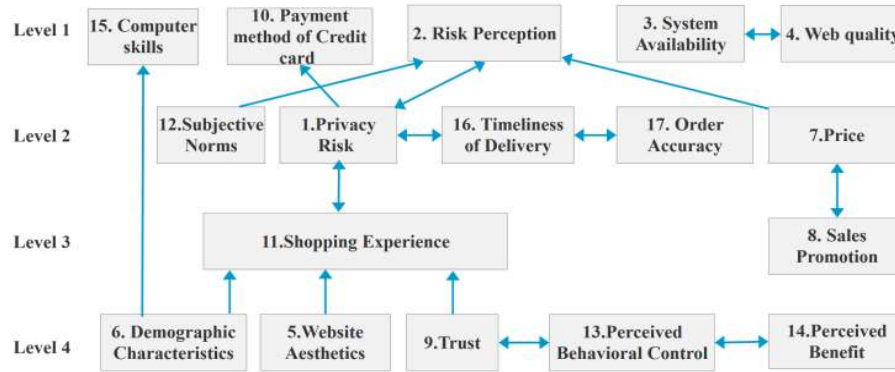 Level 1
15. Computer
skills
10. Payment
method of Credit
card
2. Risk Perception
3. System
Availability
4. Web quality
Level 2
12.Subjective
Norms
1.Privacy
Risk
16. Timeliness
of Delivery
17. Order
Accuracy
7.Price
Level 3
11.Shopping Experience
8. Sales
Promotion
Level 4
6. Demographic
Characteristics
5.Website
Aesthetics
9.Trust
13.Perceived
Behavioral Control
14.Perceived
Benefit